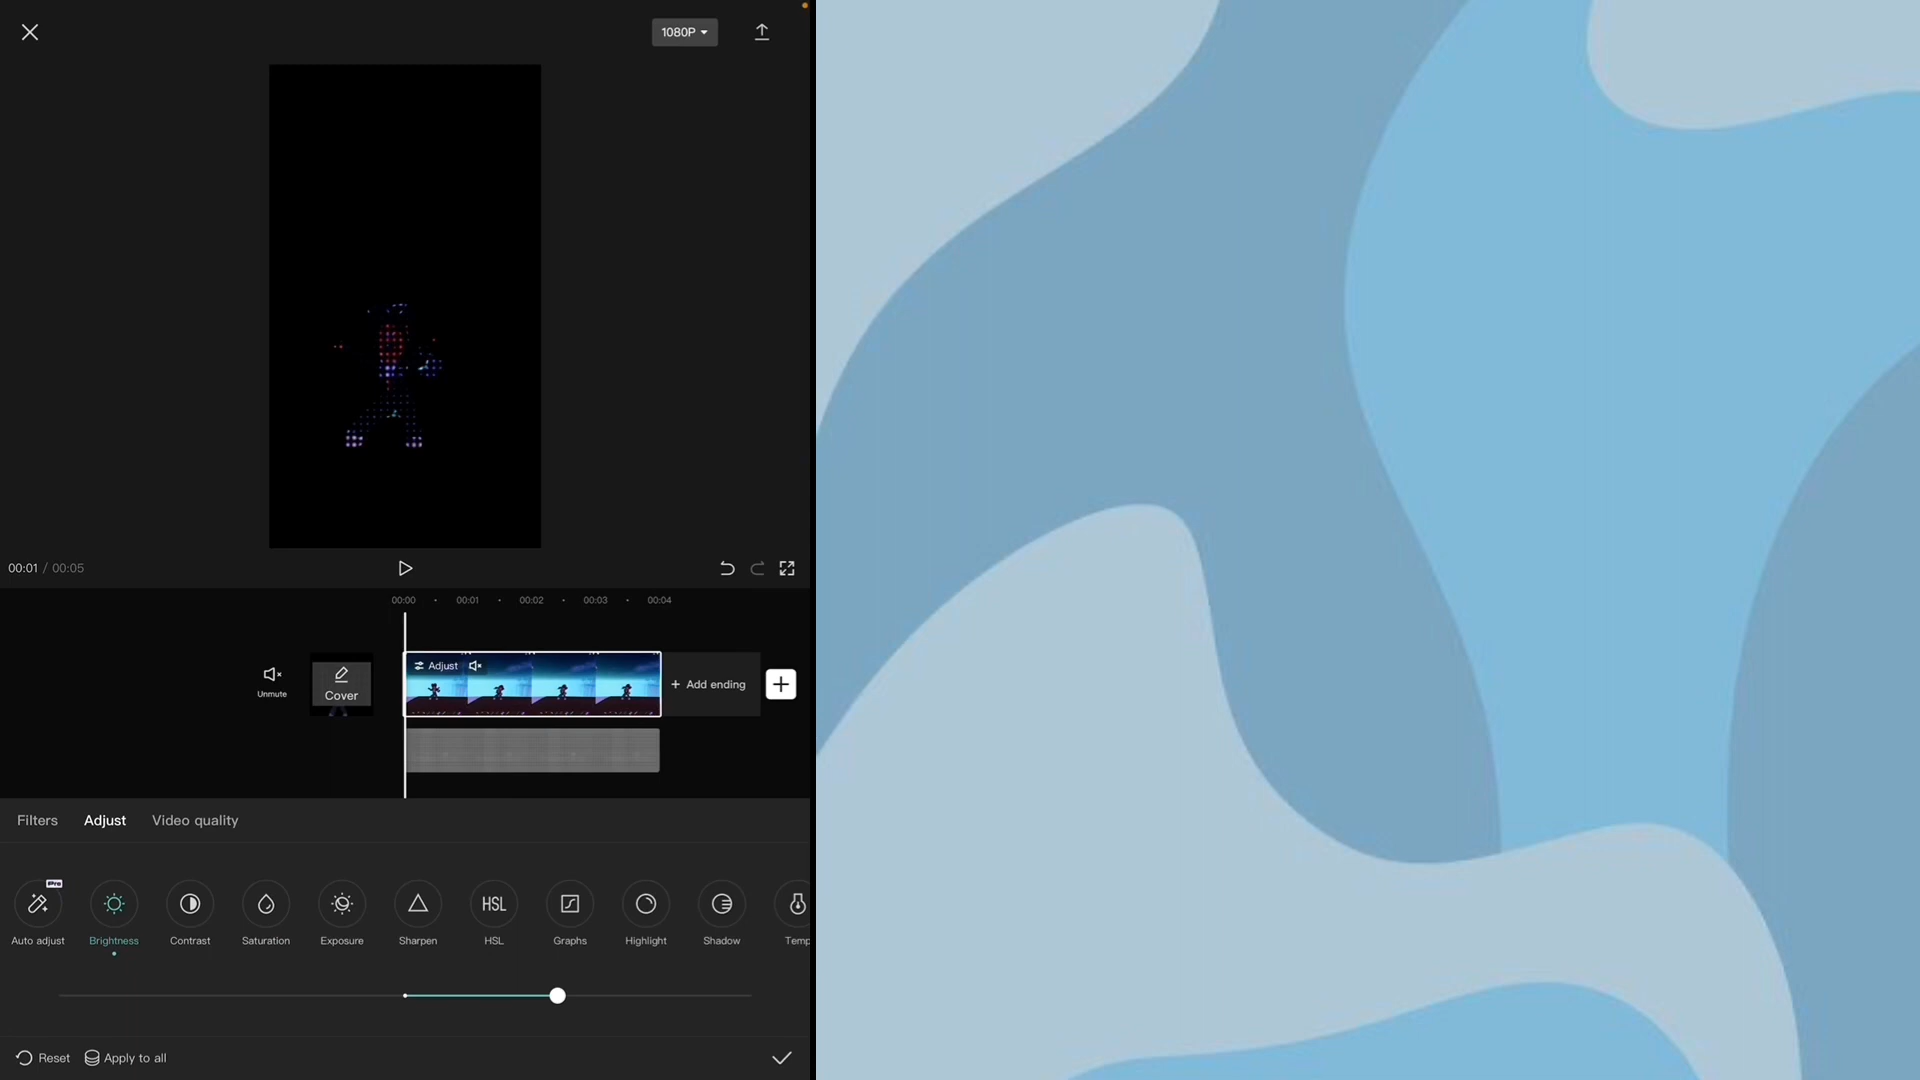 1080P
00:01 / 00:05
00:00 00:01 00:02 00:03 00:04
Adjust
Unmute
Cover
+ Add ending
Filters Adjust Video quality
Pro
HSL
Auto adjust Brightness Contrast Saturation Exposure Sharpen HSL Graphs Highlight Shadow Temp
Reset Apply to all